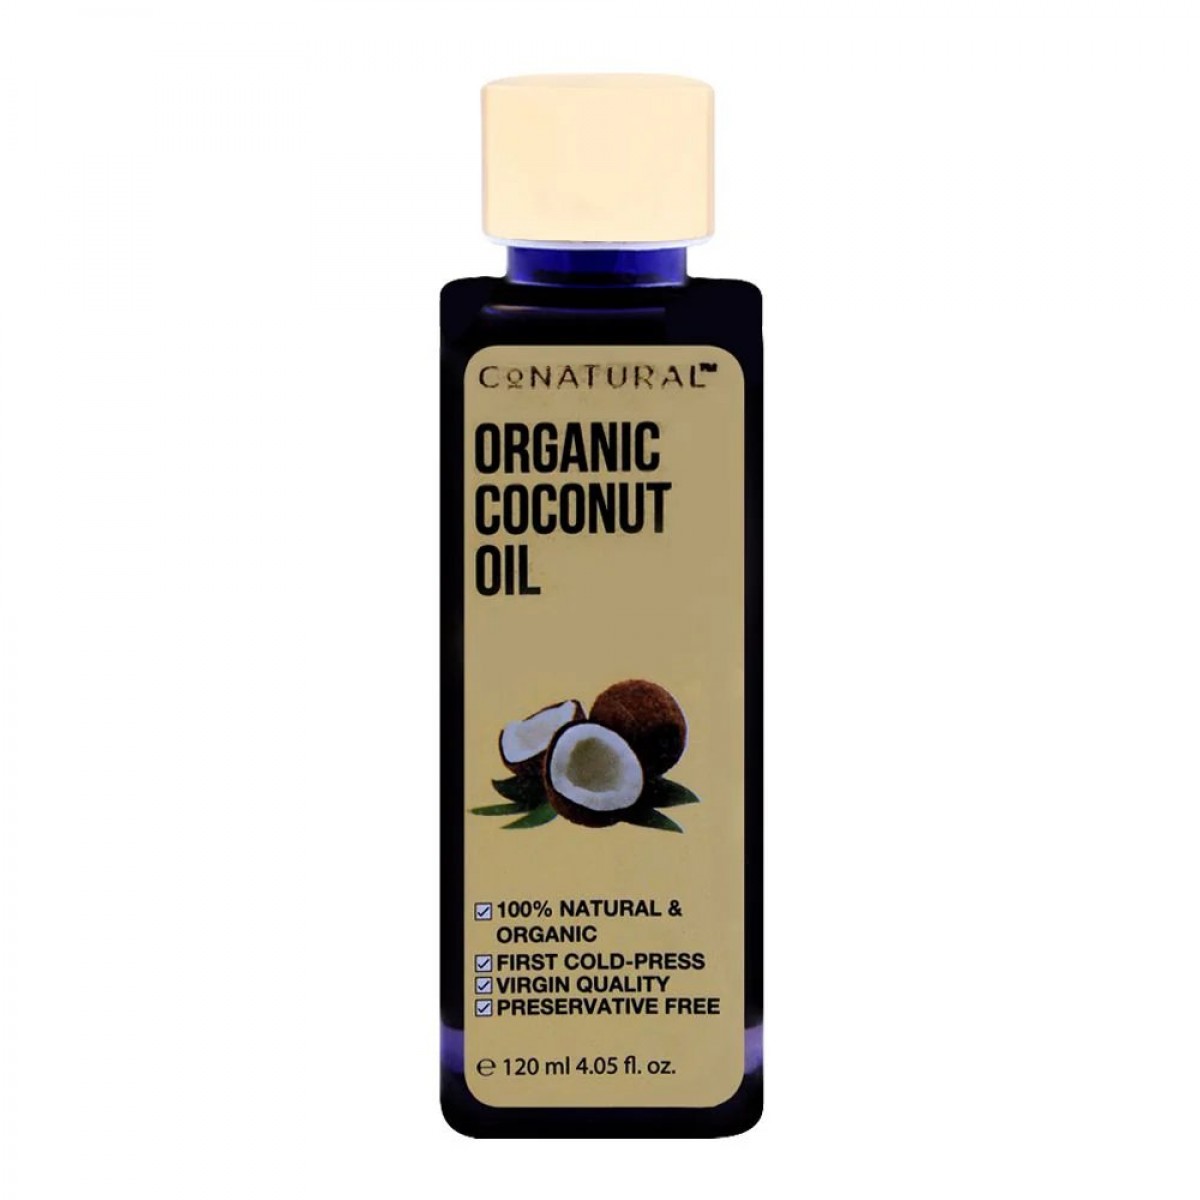 CoNATURAL™
ORGANIC
COCONUT
OIL
100% NATURAL &
ORGANIC
FIRST COLD-PRESS
VIRGIN QUALITY
PRESERVATIVE FREE
℮ 120 ml 4.05 fl. oz.